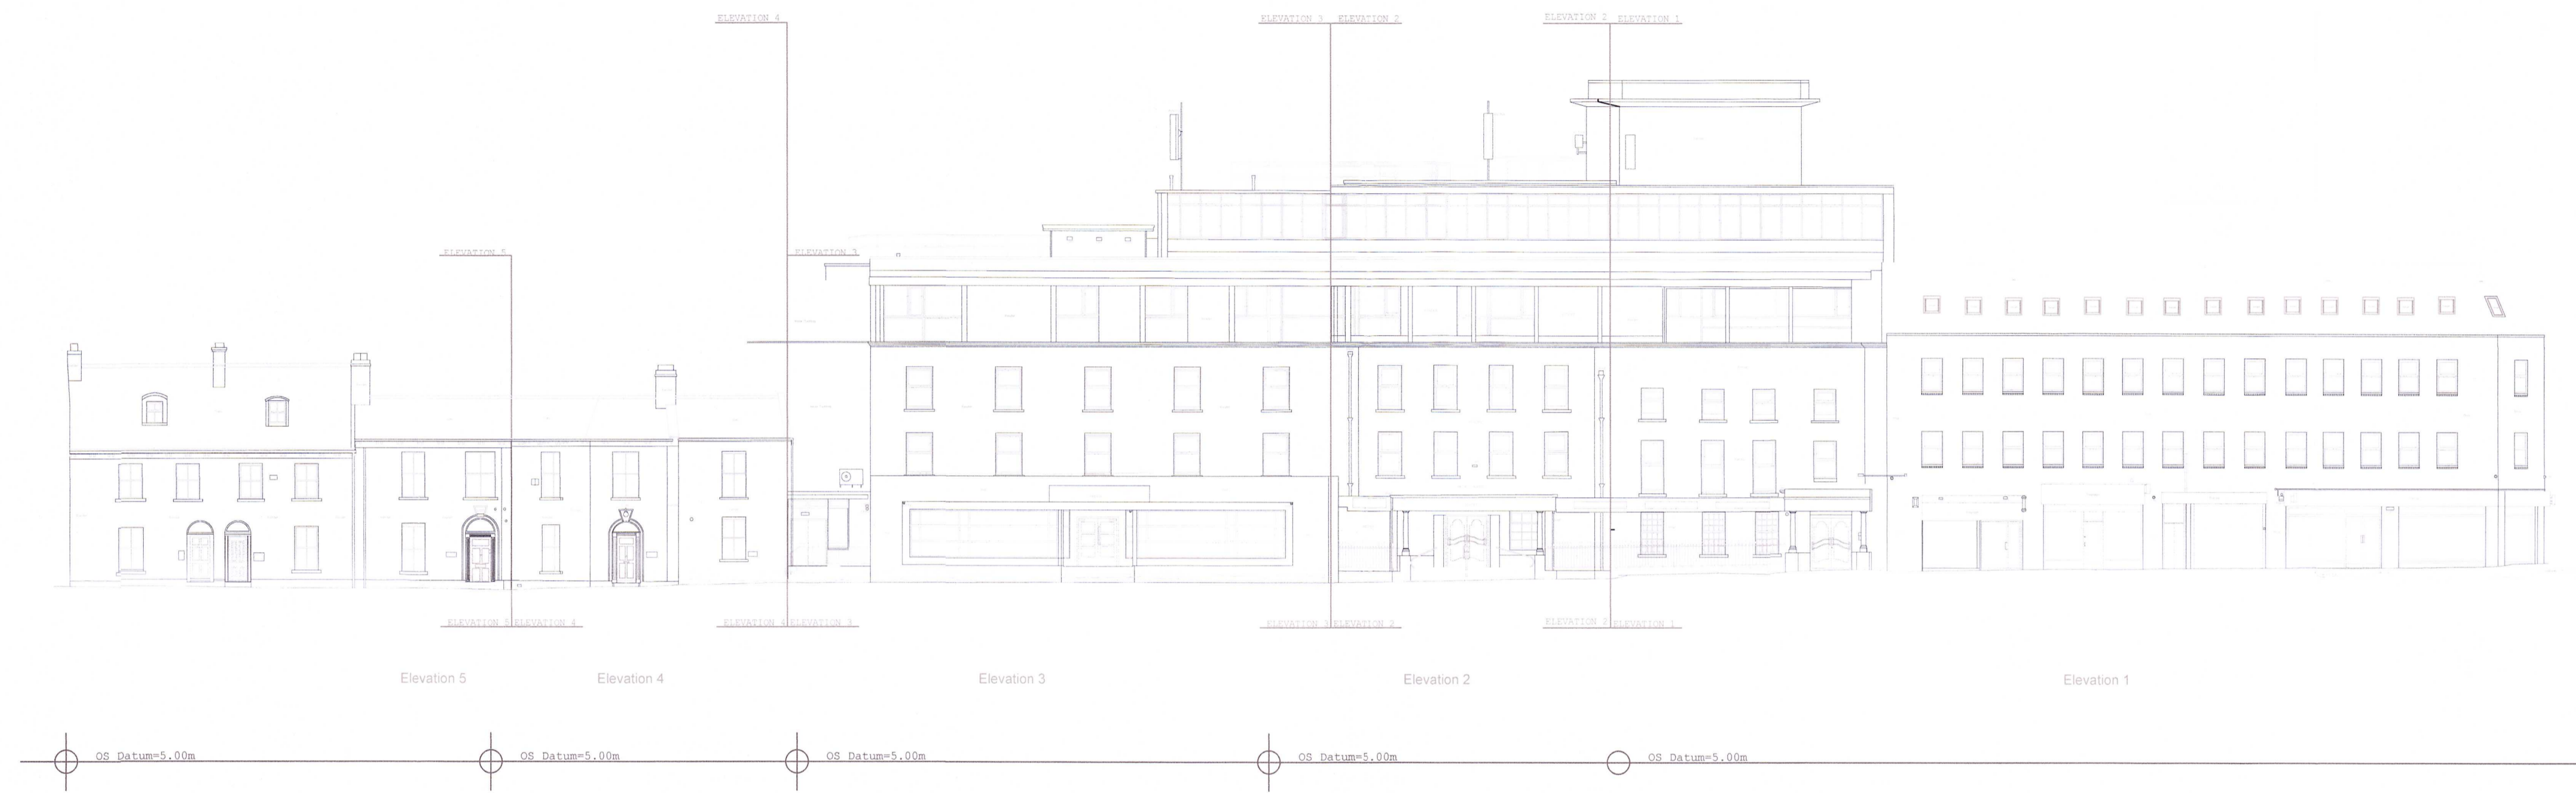 ELEVATION 4
ELEVATION 3 ELEVATION 2
ELEVATION 2 ELEVATION 1
ELEVATION 5
ELEVATION 3
ELEVATION 5 ELEVATION 4
ELEVATION 4 ELEVATION 3
ELEVATION 3 ELEVATION 2
ELEVATION 2 ELEVATION 1
Elevation 5
Elevation 4
Elevation 3
Elevation 2
Elevation 1
OS Datum=5.00m
OS Datum=5.00m
OS Datum=5.00m
OS Datum=5.00m
OS Datum=5.00m